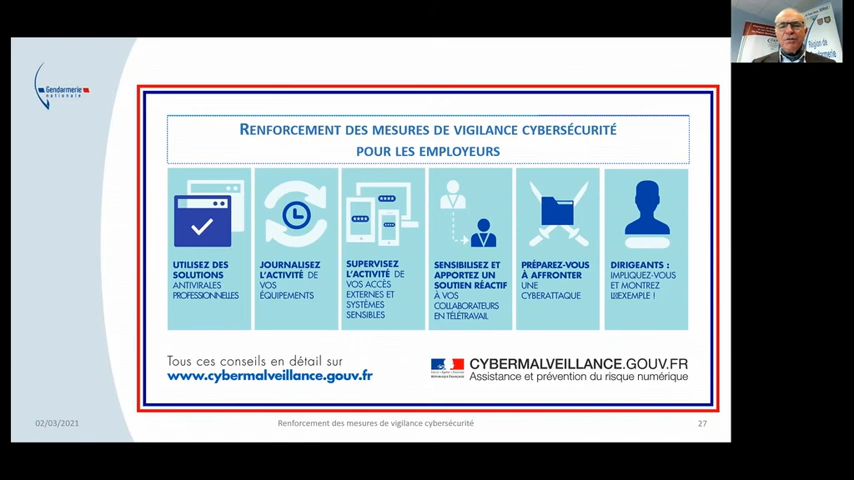 Gendarmerie
nationale
Région de
RENFORCEMENT DES MESURES DE VIGILANCE CYBERSÉCURITÉ
POUR LES EMPLOYEURS
UTILISEZ DES
SOLUTIONS
ANTIVIRALES
PROFESSIONNELLES
JOURNALISEZ
L'ACTIVITÉ DE
VOS
ÉQUIPEMENTS
SUPERVISEZ
L'ACTIVITÉ DE
VOS ACCÈS
EXTERNES ET
SYSTÈMES
SENSIBLES
SENSIBILISEZ ET
APPORTEZ UN
SOUTIEN RÉACTIF
À VOS
COLLABORATEURS
EN TÉLÉTRAVAIL
PRÉPAREZ-VOUS
À AFFRONTER
UNE
CYBERATTAQUE
DIRIGEANTS :
IMPLIQUEZ-VOUS
ET MONTREZ
L'EXEMPLE !
Tous ces conseils en détail sur
www.cybermalveillance.gouv.fr
RÉPUBLIQUE FRANÇAISE
CYBERMALVEILLANCE.GOUV.FR
Assistance et prévention du risque numérique
02/03/2021
Renforcement des mesures de vigilance cybersécurité
27